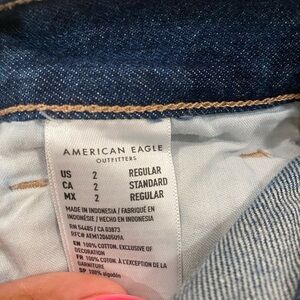 AMERICAN EAGLE
OUTFITTERS
US 2 REGULAR
CA 2 STANDARD
MX 2 REGULAR
MADE IN INDONESIA / FABRIQUÉ EN
INDONÉSIE / HECHO EN INDONESIA
RN 54485 / CA 03873
RFC# AEM12060509A
EN 100% COTTON. EXCLUSIVE OF
DECORATION
FR 100% COTON. À L'EXCEPTION DE LA
GARNITURE
SP 100% algodón